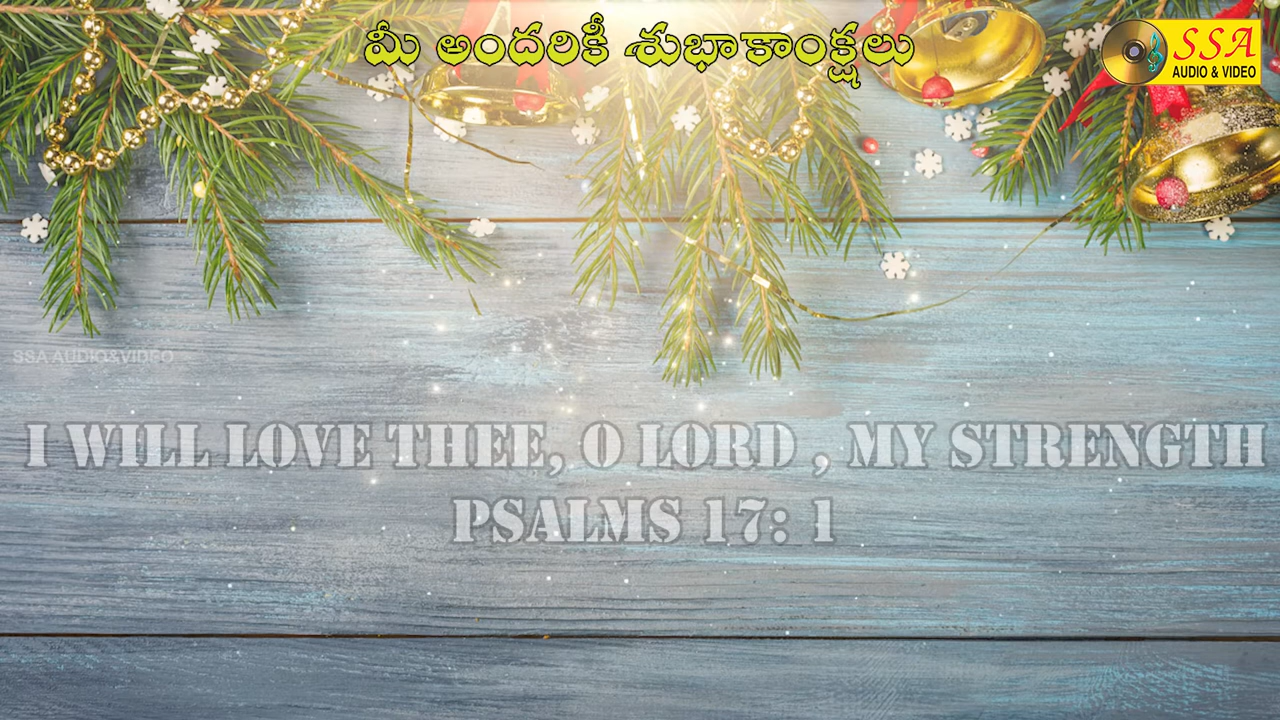 మీ అందరికీ శుభాకాంక్షలు
SSA
AUDIO & VIDEO
SSA AUDIO&VIDEO
I WILL LOVE THEE, O LORD , MY STRENGTH
PSALMS 17: 1